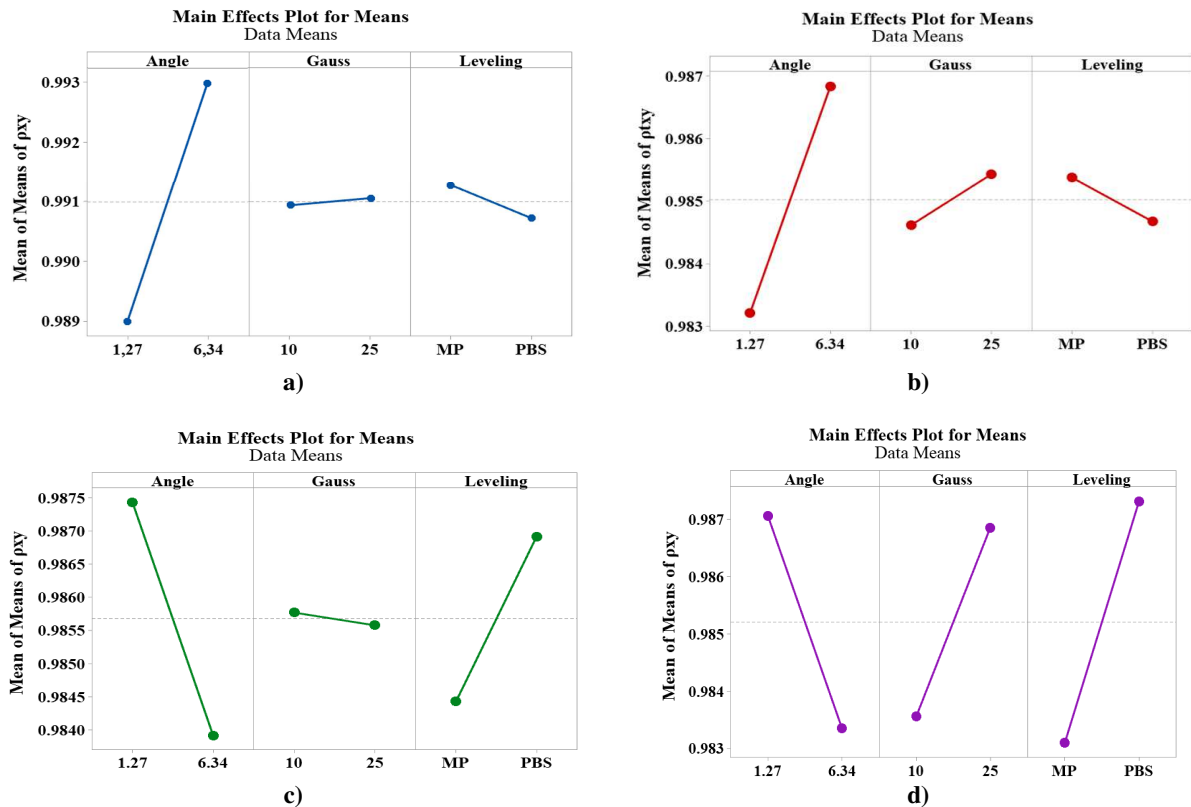 Main Effects Plot for Means
Data Means
Angle Gauss Leveling
Mean of Means of ρxy
0.993
0.992
0.991
0.990
0.989
1,27 6,34 10 25 MP PBS
a)
Main Effects Plot for Means
Data Means
Angle Gauss Leveling
Mean of Means of ρtxy
0.987
0.986
0.985
0.984
0.983
1,27 6.34 10 25 MP PBS
b)
Main Effects Plot for Means
Data Means
Angle Gauss Leveling
Mean of Means of ρxy
0.9875
0.9870
0.9865
0.9860
0.9855
0.9850
0.9845
0.9840
1.27 6.34 10 25 MP PBS
c)
Main Effects Plot for Means
Data Means
Angle Gauss Leveling
Mean of Means of ρxy
0.987
0.986
0.985
0.984
0.983
1.27 6.34 10 25 MP PBS
d)